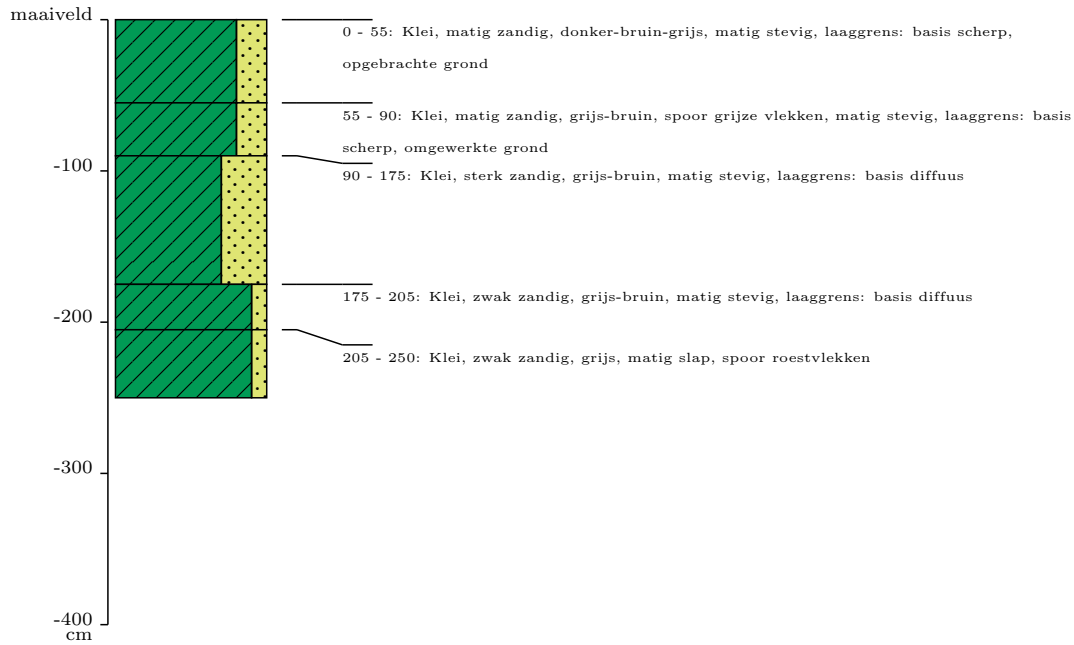 maaiveld
0 - 55: Klei, matig zandig, donker-bruin-grijs, matig stevig, laaggrens: basis scherp,
opgebrachte grond
55 - 90: Klei, matig zandig, grijs-bruin, spoor grijze vlekken, matig stevig, laaggrens: basis
scherp, omgewerkte grond
-100
90 - 175: Klei, sterk zandig, grijs-bruin, matig stevig, laaggrens: basis diffuus
175 - 205: Klei, zwak zandig, grijs-bruin, matig stevig, laaggrens: basis diffuus
-200
205 - 250: Klei, zwak zandig, grijs, matig slap, spoor roestvlekken
-300
-400
cm